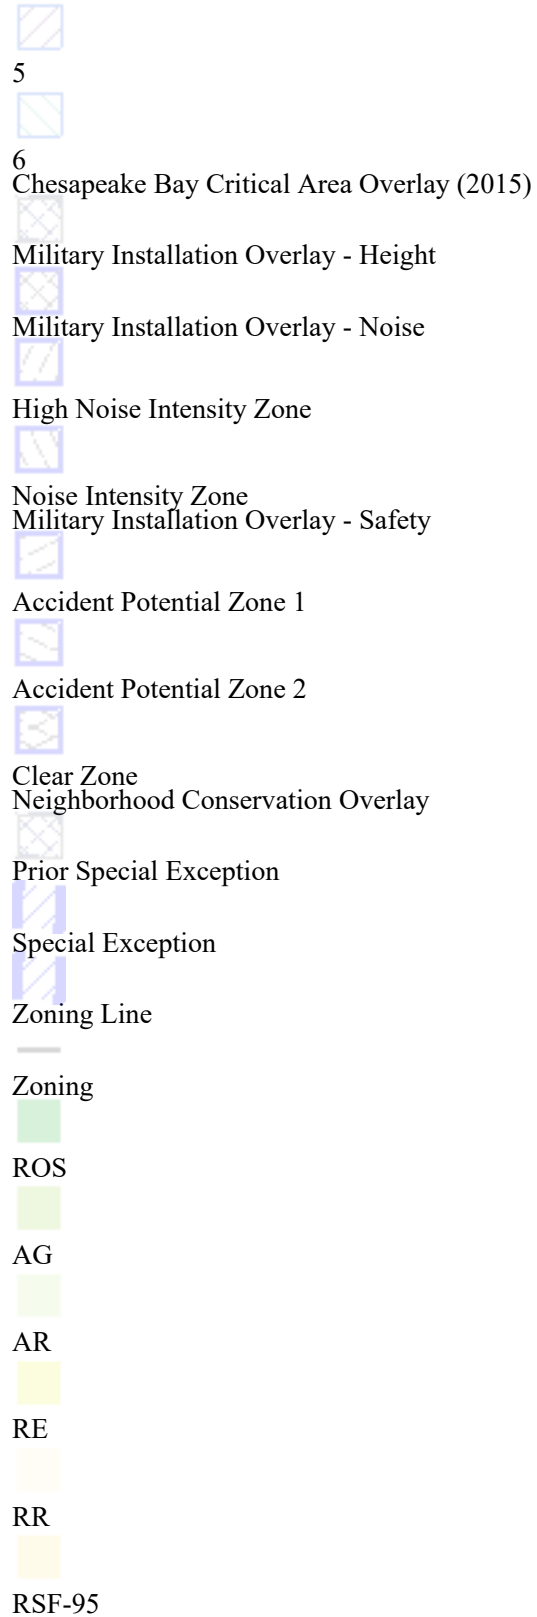 5
6
Chesapeake Bay Critical Area Overlay (2015)
Military Installation Overlay - Height
Military Installation Overlay - Noise
High Noise Intensity Zone
Noise Intensity Zone
Military Installation Overlay - Safety
Accident Potential Zone 1
Accident Potential Zone 2
Clear Zone
Neighborhood Conservation Overlay
Prior Special Exception
Special Exception
Zoning Line
Zoning
ROS
AG
AR
RE
RR
RSF-95